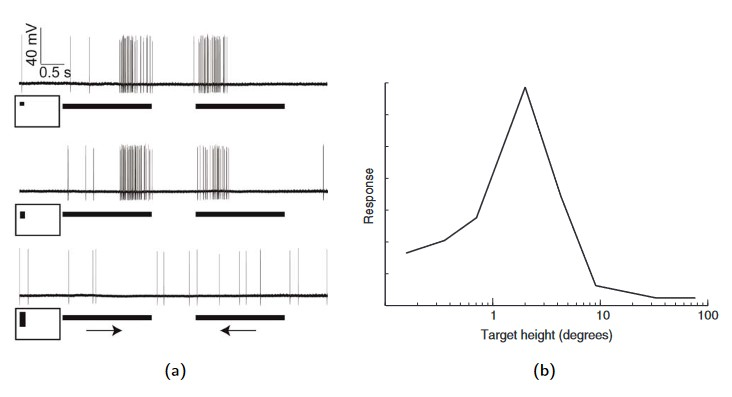 40 mV
0.5 s
(a)
Response
1
10
100
Target height (degrees)
(b)